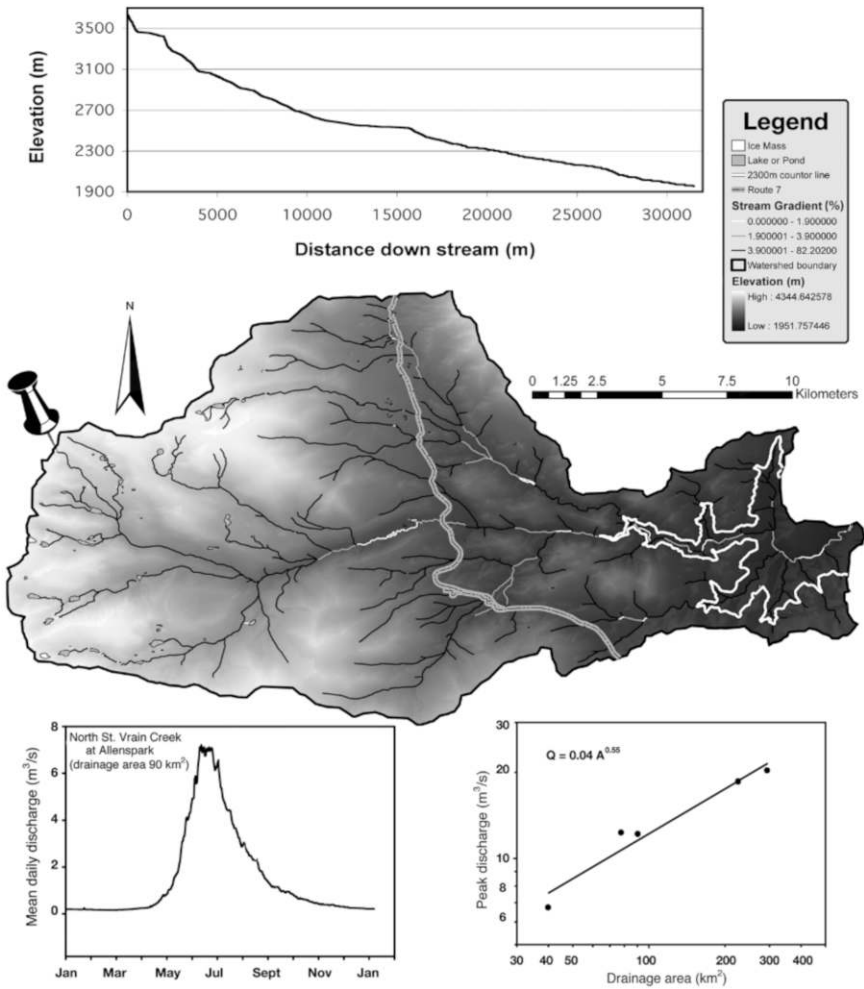 3500
3100
2700
2300
1900
Elevation (m)
0 5000 10000 15000 20000 25000 30000
Distance down stream (m)
Legend
Ice Mass
Lake or Pond
2300m countor line
Route 7
Stream Gradient (%)
0.000000 - 1.900000
1.900001 - 3.900000
3.900001 - 82.20200
Watershed boundary
Elevation (m)
High : 4344.642578
Low : 1951.757446
N
0 1.25 2.5 5 7.5 10
Kilometers
8
6
4
2
0
Mean daily discharge (m³/s)
North St. Vrain Creek
at Allenspark
(drainage area 90 km²)
Jan Mar May Jul Sept Nov Jan
30
20
10
8
6
Peak discharge (m³/s)
Q = 0.04 A^0.55
30 40 50 100 200 300 400
Drainage area (km²)